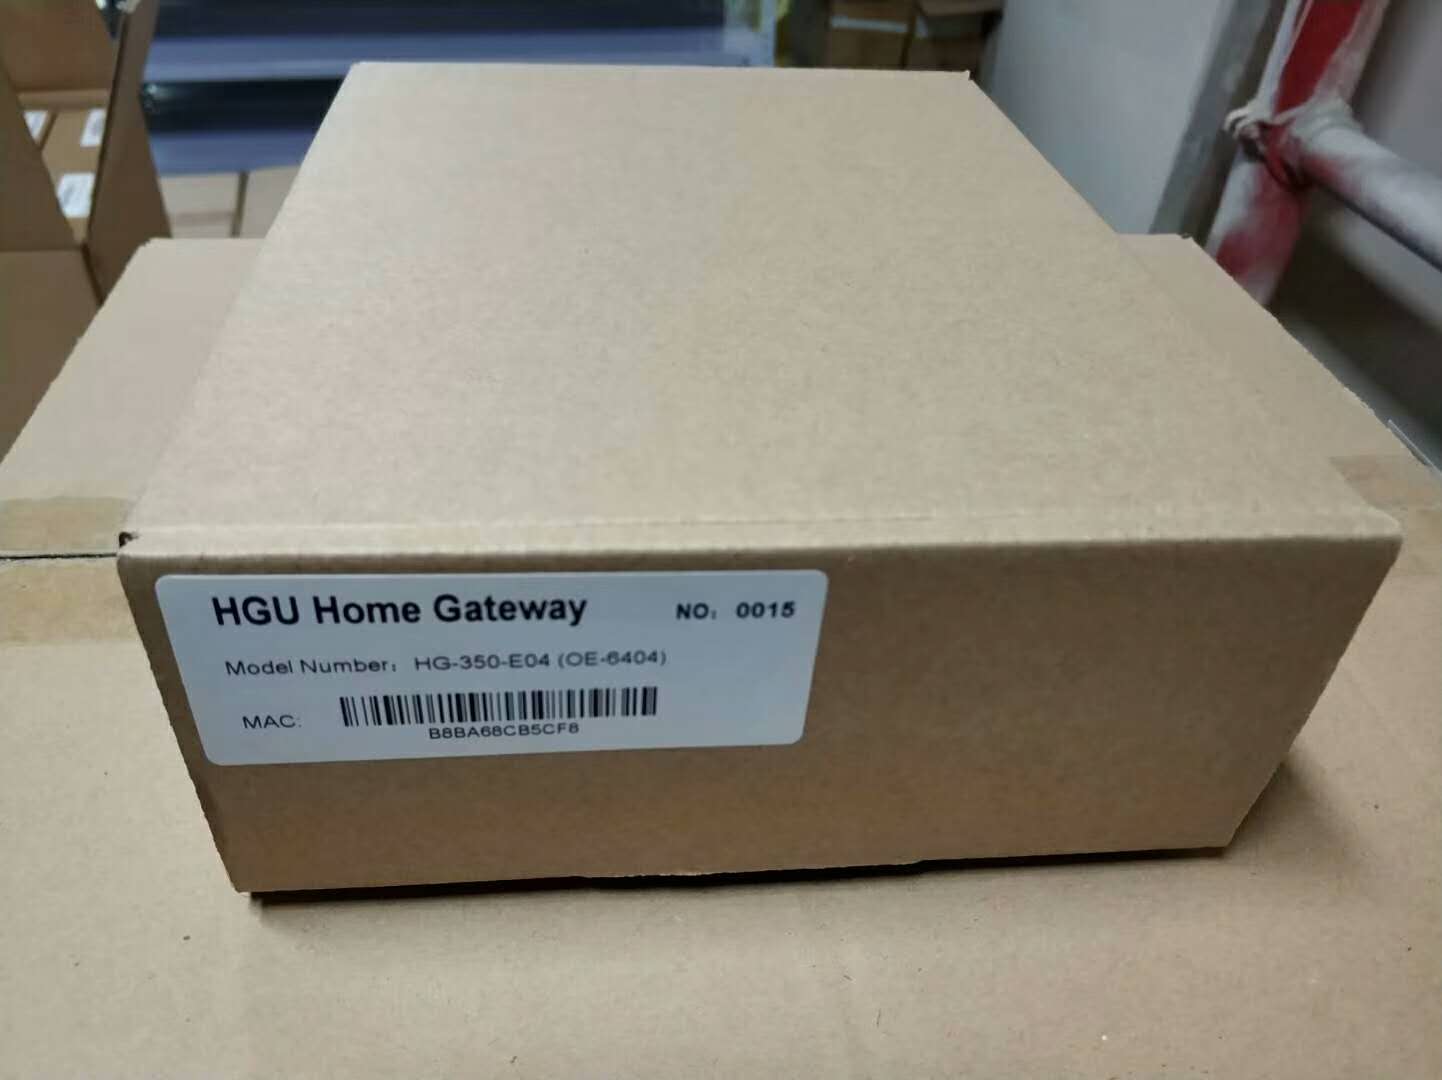 HGU Home Gateway
NO: 0015
Model Number: HG-350-E04 (OE-6404)
MAC:
B8BA68CB5CF8